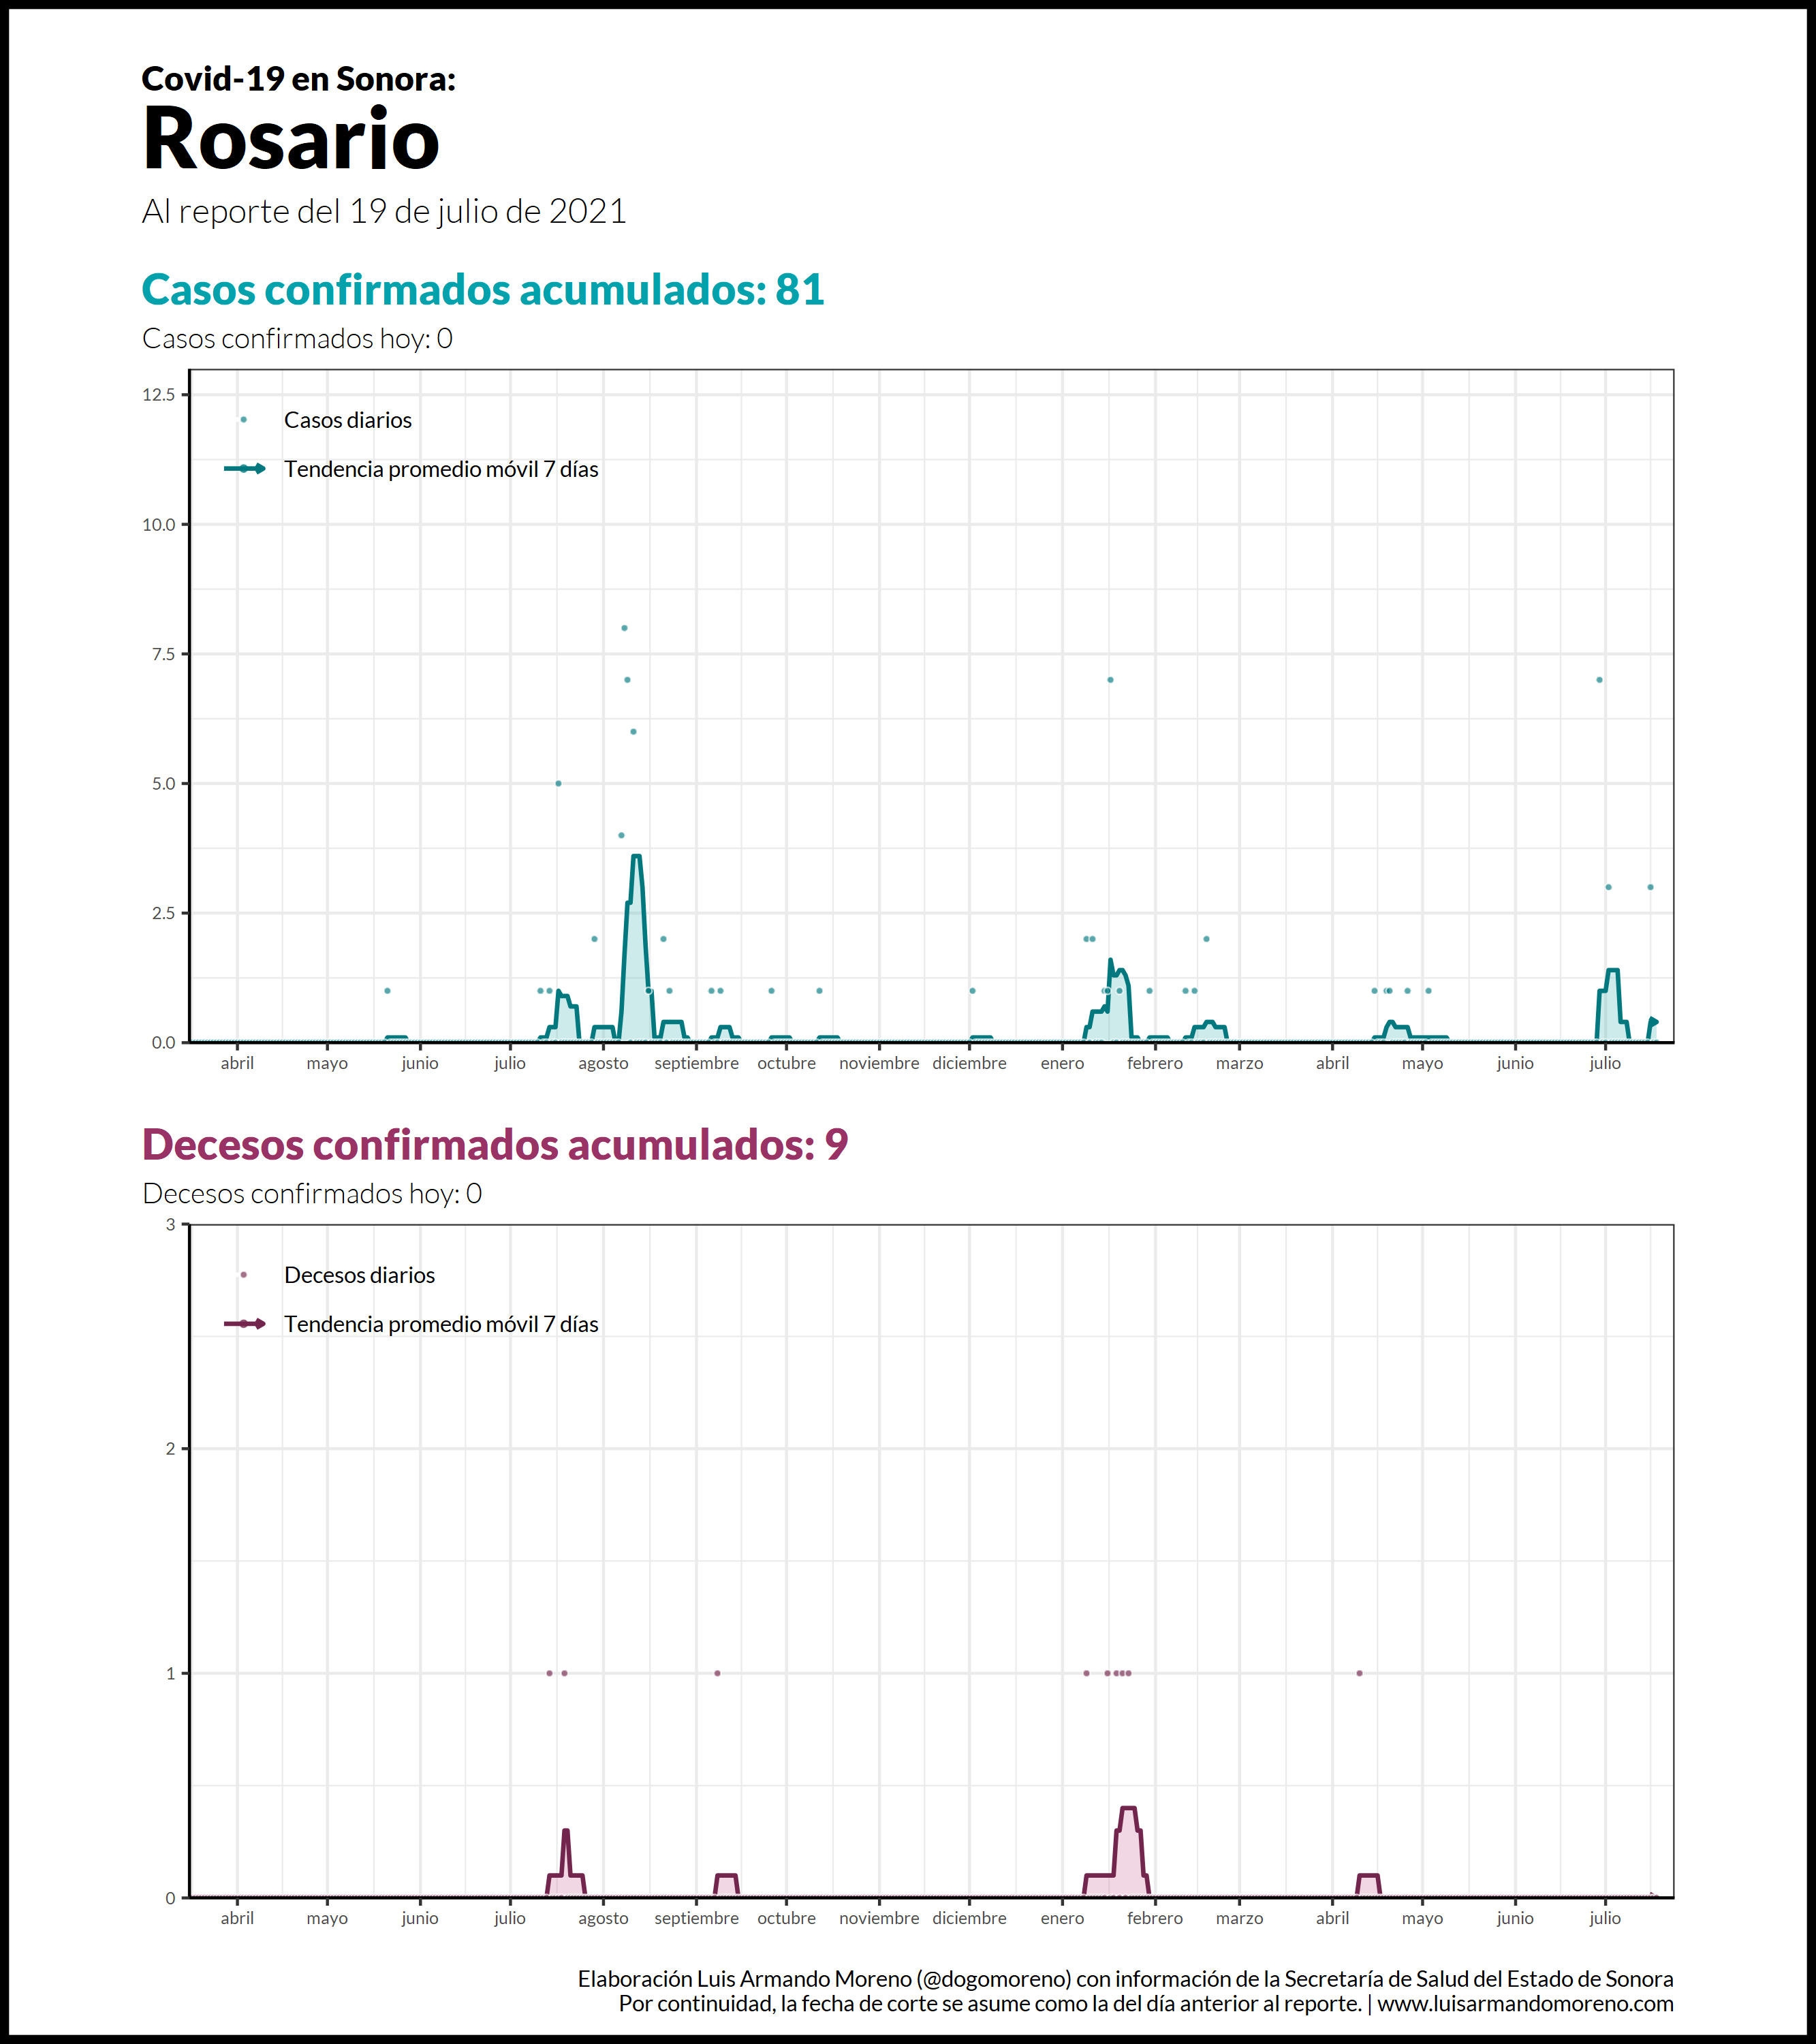 Covid-19 en Sonora:
Rosario
Al reporte del 19 de julio de 2021
Casos confirmados acumulados: 81
Casos confirmados hoy: 0
12.5
10.0
7.5
5.0
2.5
0.0
Casos diarios
Tendencia promedio móvil 7 días
abril mayo junio julio agosto septiembre octubre noviembre diciembre enero febrero marzo abril mayo junio julio
Decesos confirmados acumulados: 9
Decesos confirmados hoy: 0
3
2
1
0
Decesos diarios
Tendencia promedio móvil 7 días
abril mayo junio julio agosto septiembre octubre noviembre diciembre enero febrero marzo abril mayo junio julio
Elaboración Luis Armando Moreno (@dogomoreno) con información de la Secretaría de Salud del Estado de Sonora
Por continuidad, la fecha de corte se asume como la del día anterior al reporte. | www.luisarmandomoreno.com